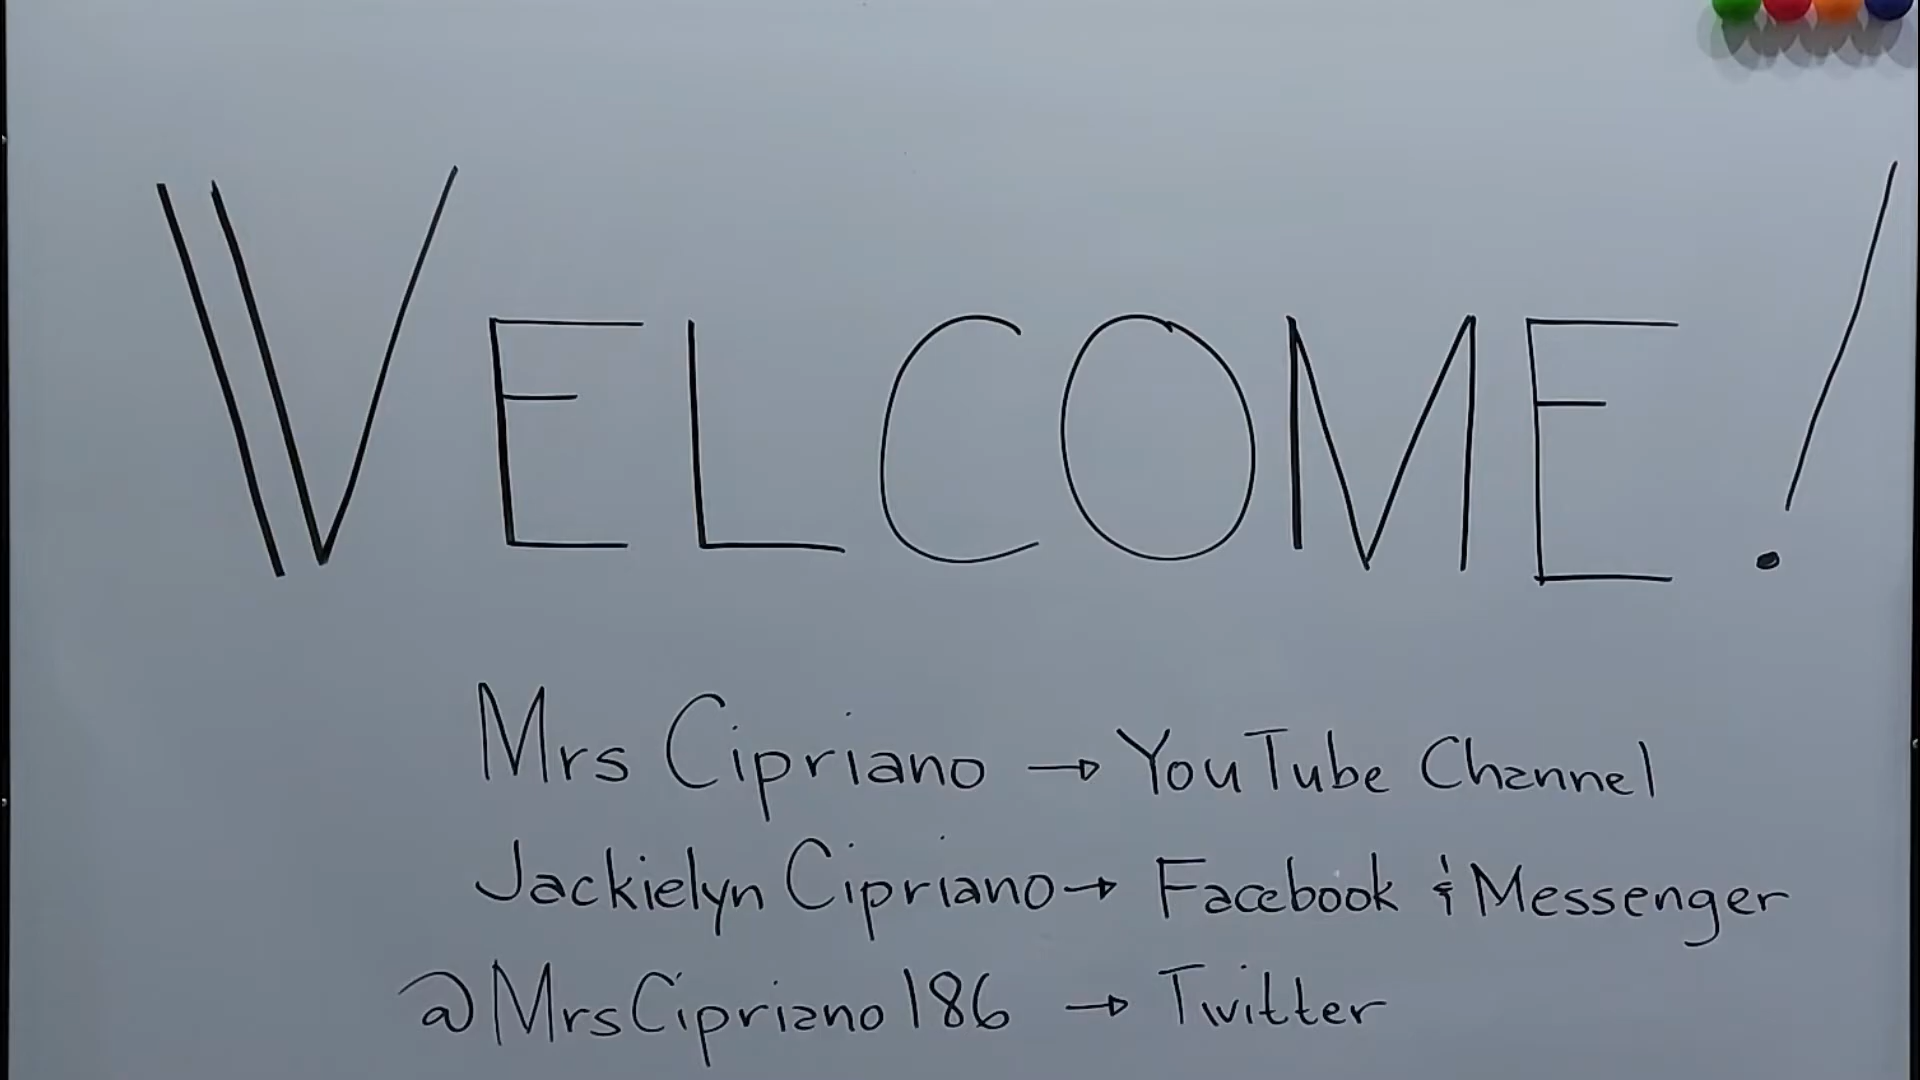 WELCOME!
Mrs Cipriano → YouTube Channel
Jackielyn Cipriano → Facebook & Messenger
@MrsCipriano186 → Twitter